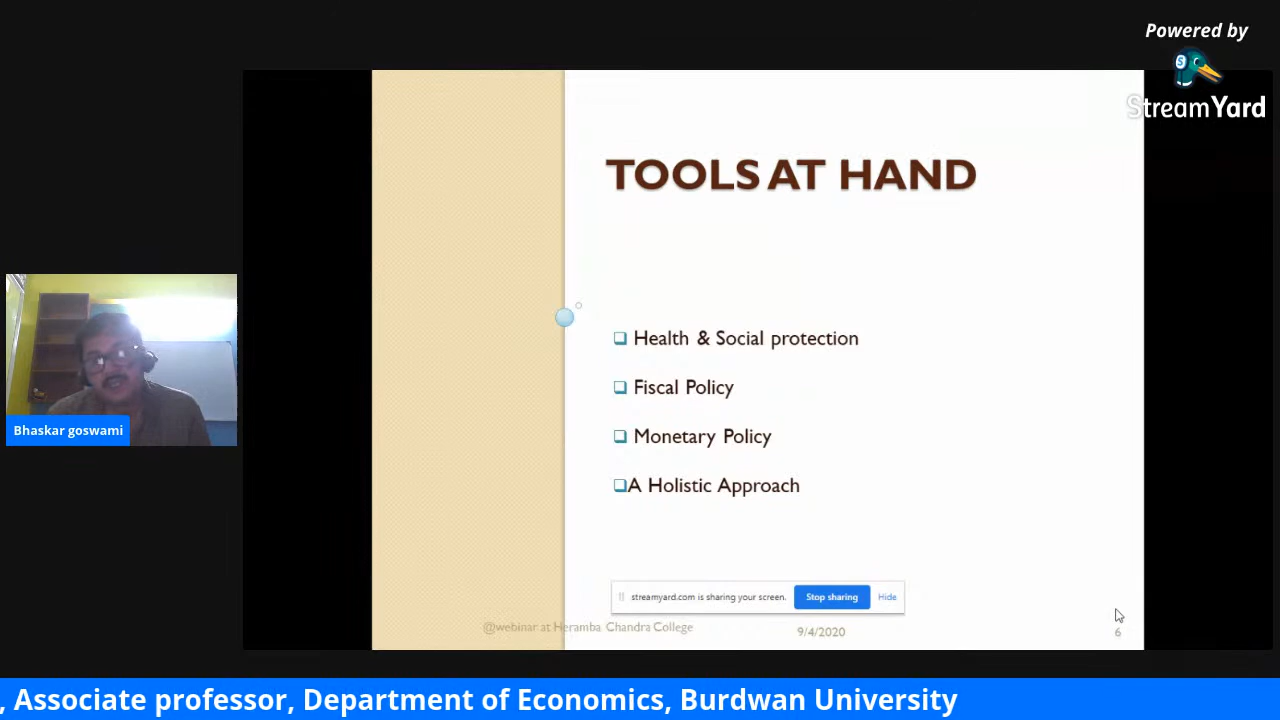 Powered by
StreamYard
TOOLS AT HAND
Health & Social protection
Fiscal Policy
Monetary Policy
A Holistic Approach
streamyard.com is sharing your screen. Stop sharing Hide
@webinar at Heramba Chandra College 9/4/2020 6
Bhaskar goswami
, Associate professor, Department of Economics, Burdwan University